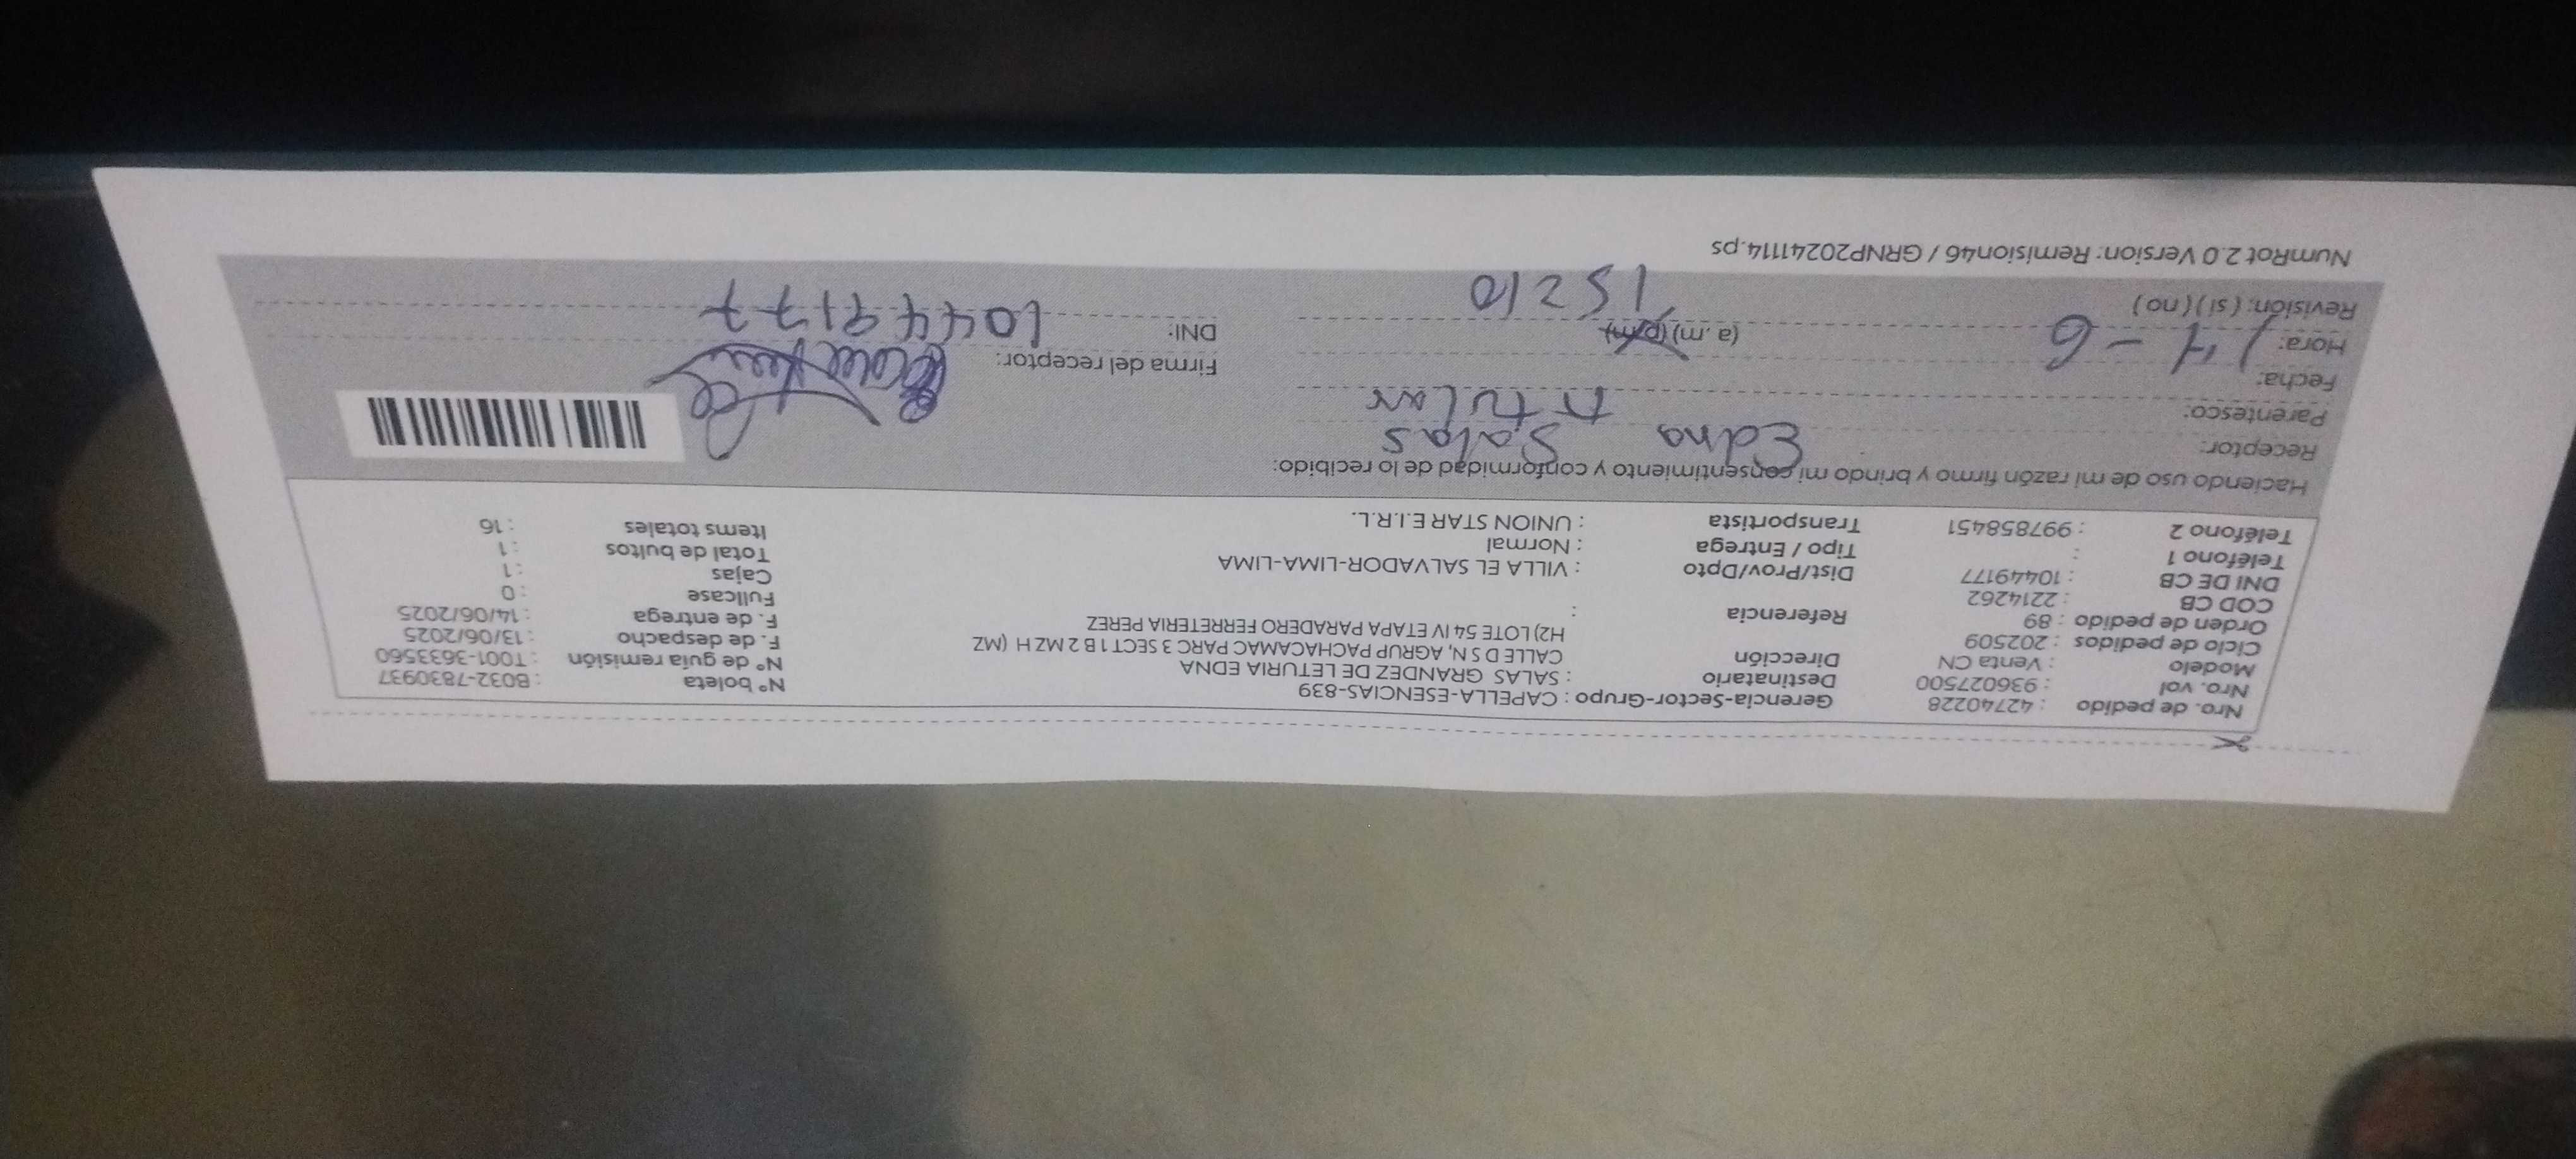 Nro. de pedido : 42740228 Gerencia-Sector-Grupo : CAPELLA-ESENCIAS-839 N° boleta : B032-7830937
Nro. vol : 936027500 Destinatario : SALAS GRANDEZ DE LETURIA EDNA N° de guía remisión : T001-3633560
Modelo : Venta CN Dirección : CALLE D S N, AGRUP PACHACAMAC PARC 3 SECT 1 B 2 MZ H (MZ F. de despacho : 13/06/2025
Ciclo de pedidos : 202509 H2) LOTE 54 IV ETAPA PARADERO FERRETERIA PEREZ F. de entrega : 14/06/2025
Orden de pedido : 89 Referencia : Fullcase : 0
COD CB : 2214262 Dist/Prov/Dpto : VILLA EL SALVADOR-LIMA-LIMA Cajas : 1
DNI DE CB : 10449177 Tipo / Entrega : Normal Total de bultos : 1
Teléfono 1 : Transportista : UNION STAR E.I.R.L. Items totales : 16
Teléfono 2 : 997858451
Haciendo uso de mi razón firmo y brindo mi consentimiento y conformidad de lo recibido:
Receptor: Edna Salas
Parentesco: titular
Fecha: 14-6 Firma del receptor:
Hora: (a.m) (p.m) 15:10 DNI: 10449177
Revisión: (si) (no)
NumRot 2.0 Version: Remision46 / GRNP20241114.ps